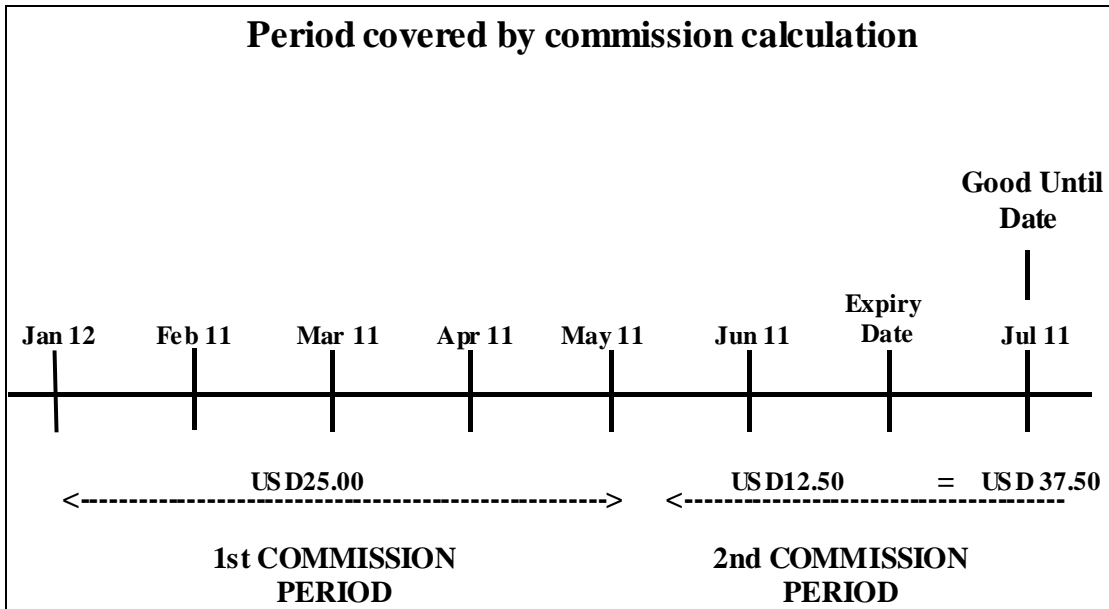 Period covered by commission calculation
Good Until
Date
Expiry
Date
Jan 12 Feb 11 Mar 11 Apr 11 May 11 Jun 11 Jul 11
USD25.00 USD12.50 = USD 37.50
<-----------------------------------------------------> <---------------------------------------
1st COMMISSION
PERIOD
2nd COMMISSION
PERIOD